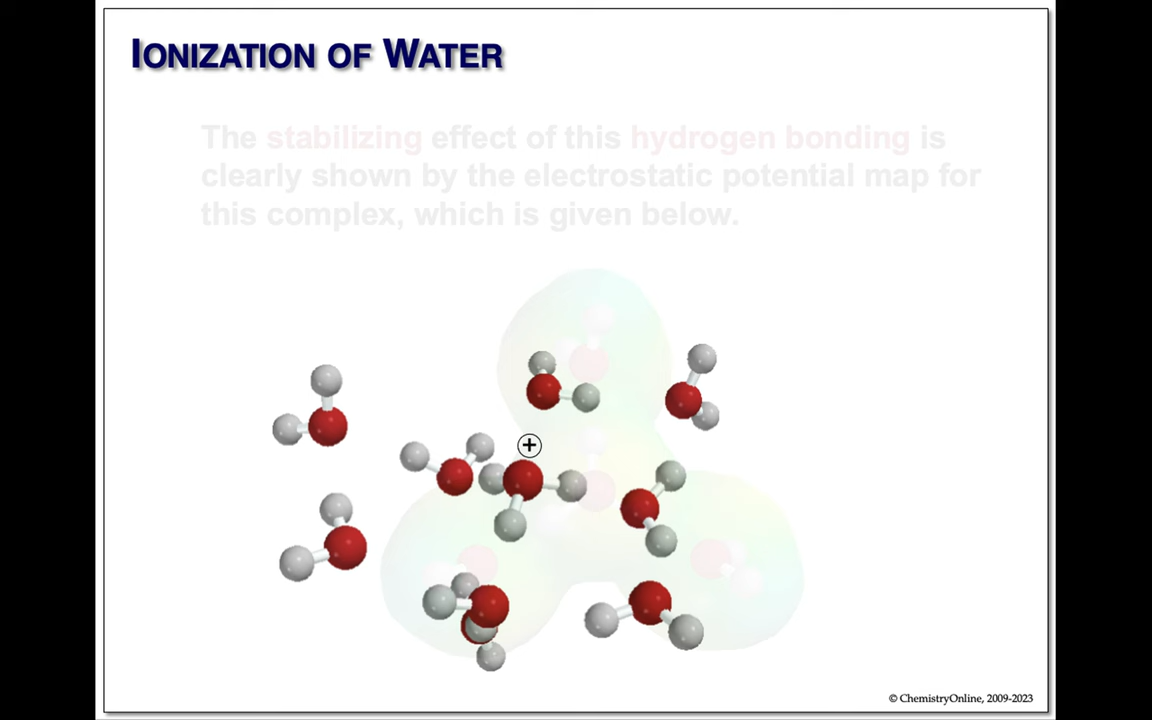 IONIZATION OF WATER
The stabilizing effect of this hydrogen bonding is
clearly shown by the electrostatic potential map for
this complex, which is given below.
+
© ChemistryOnline, 2009-2023